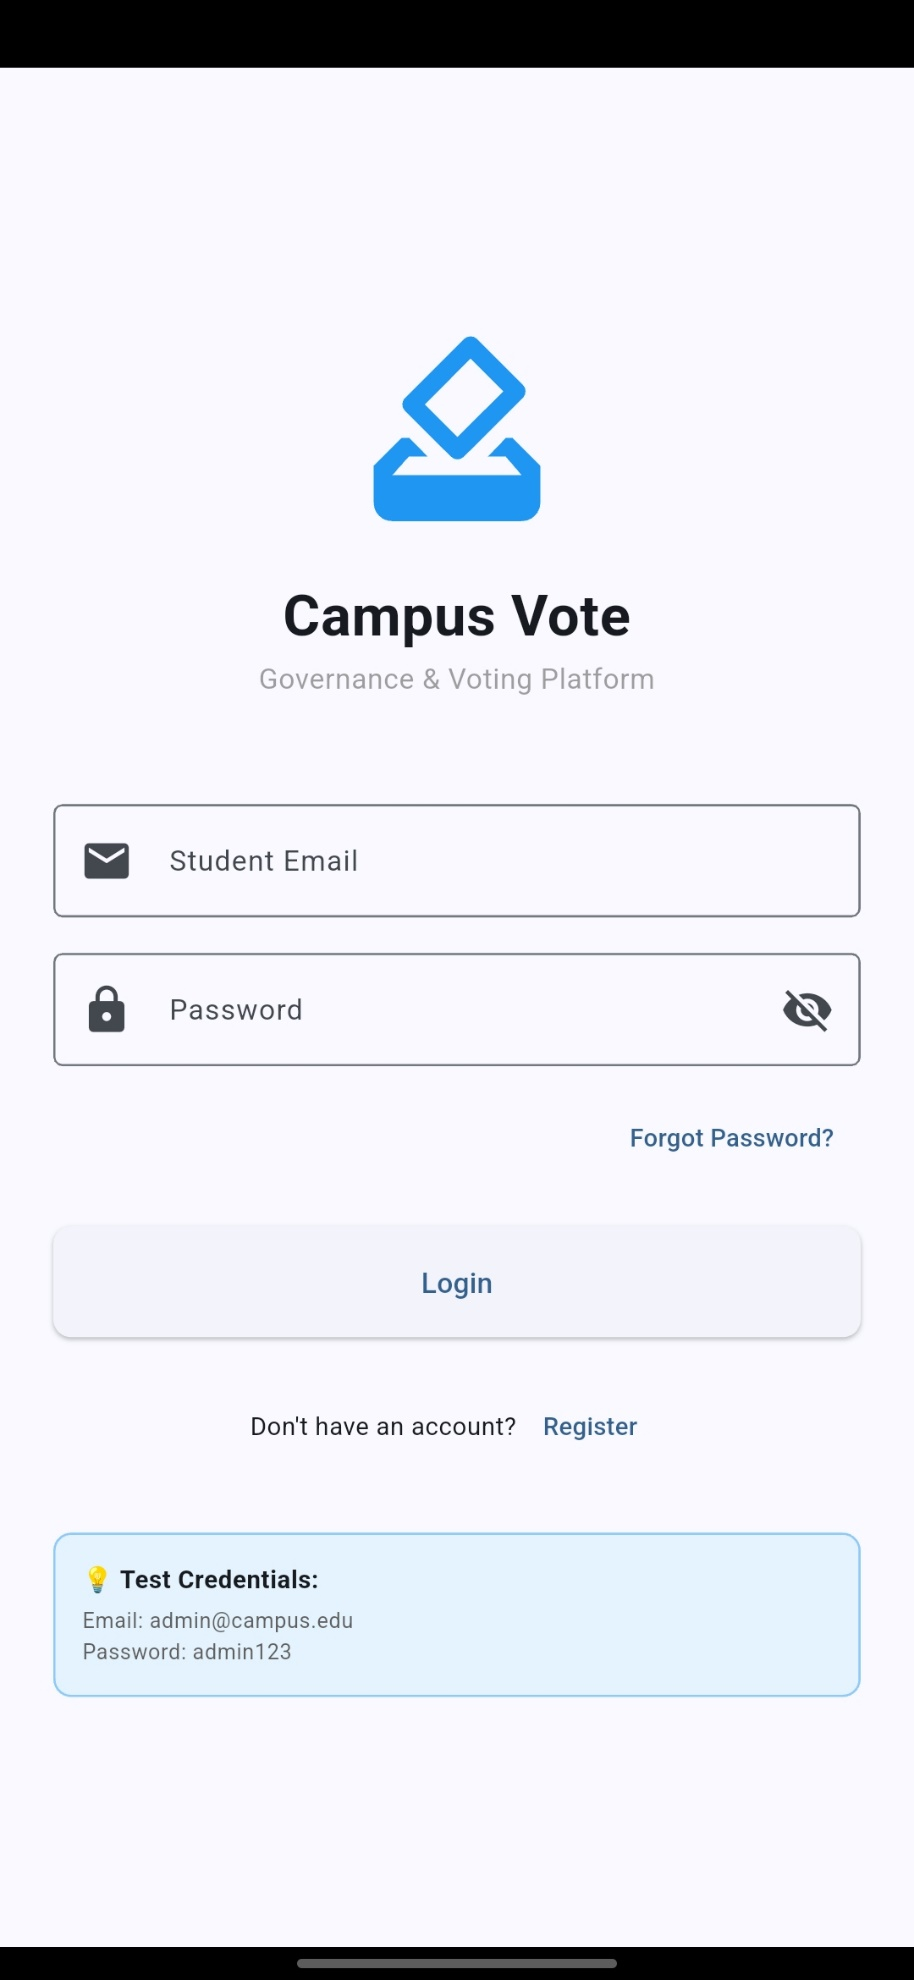 Campus Vote
Governance & Voting Platform
Student Email
Password
Forgot Password?
Login
Don't have an account? Register
💡 Test Credentials:
Email: admin@campus.edu
Password: admin123